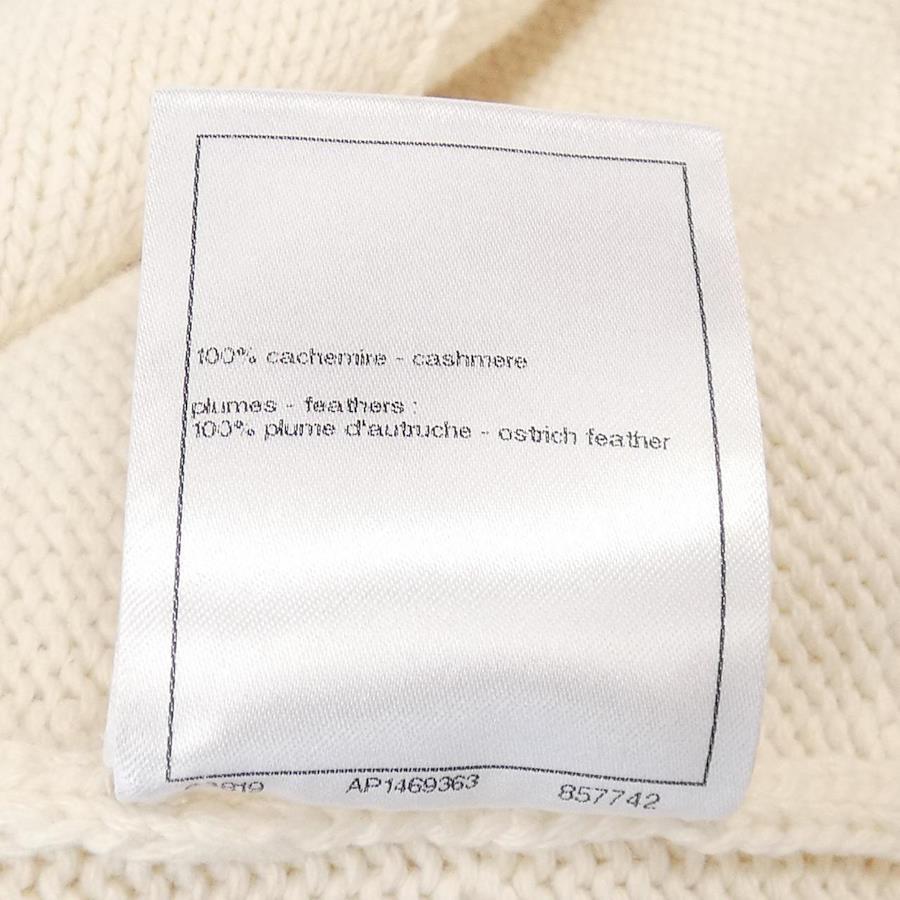 100% cachemire - cashmere
plumes - feathers :
100% plume d'autruche - ostrich feather
AP1469363 857742